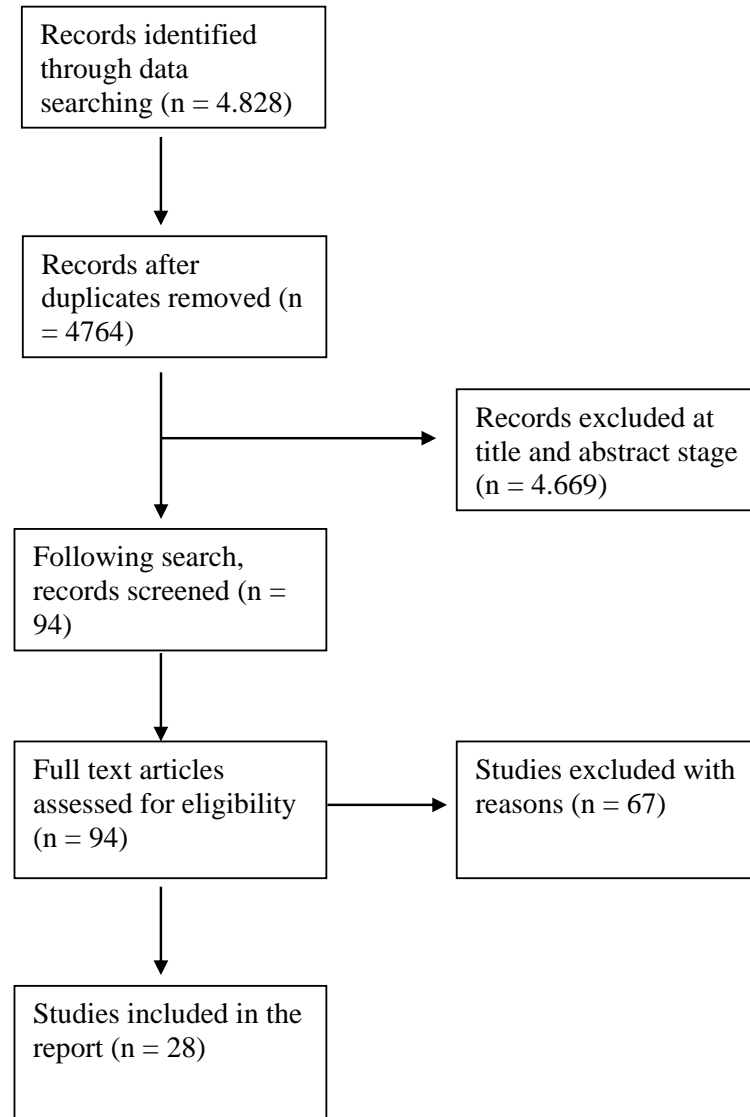 Records identified
through data
searching (n = 4.828)
Records after
duplicates removed (n
= 4764)
Records excluded at
title and abstract stage
(n = 4.669)
Following search,
records screened (n =
94)
Full text articles
assessed for eligibility
(n = 94)
Studies excluded with
reasons (n = 67)
Studies included in the
report (n = 28)